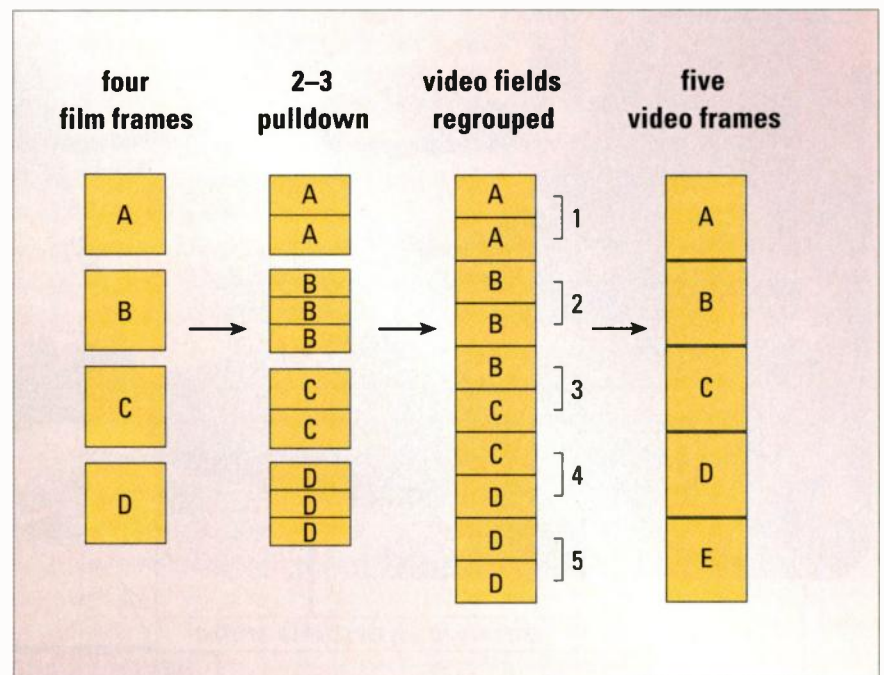 four
film frames
2–3
pulldown
video fields
regrouped
five
video frames
A
B
C
D
A
A
B
B
B
C
C
D
D
D
A
A
B
B
B
C
C
D
D
D
1
2
3
4
5
A
B
C
D
E